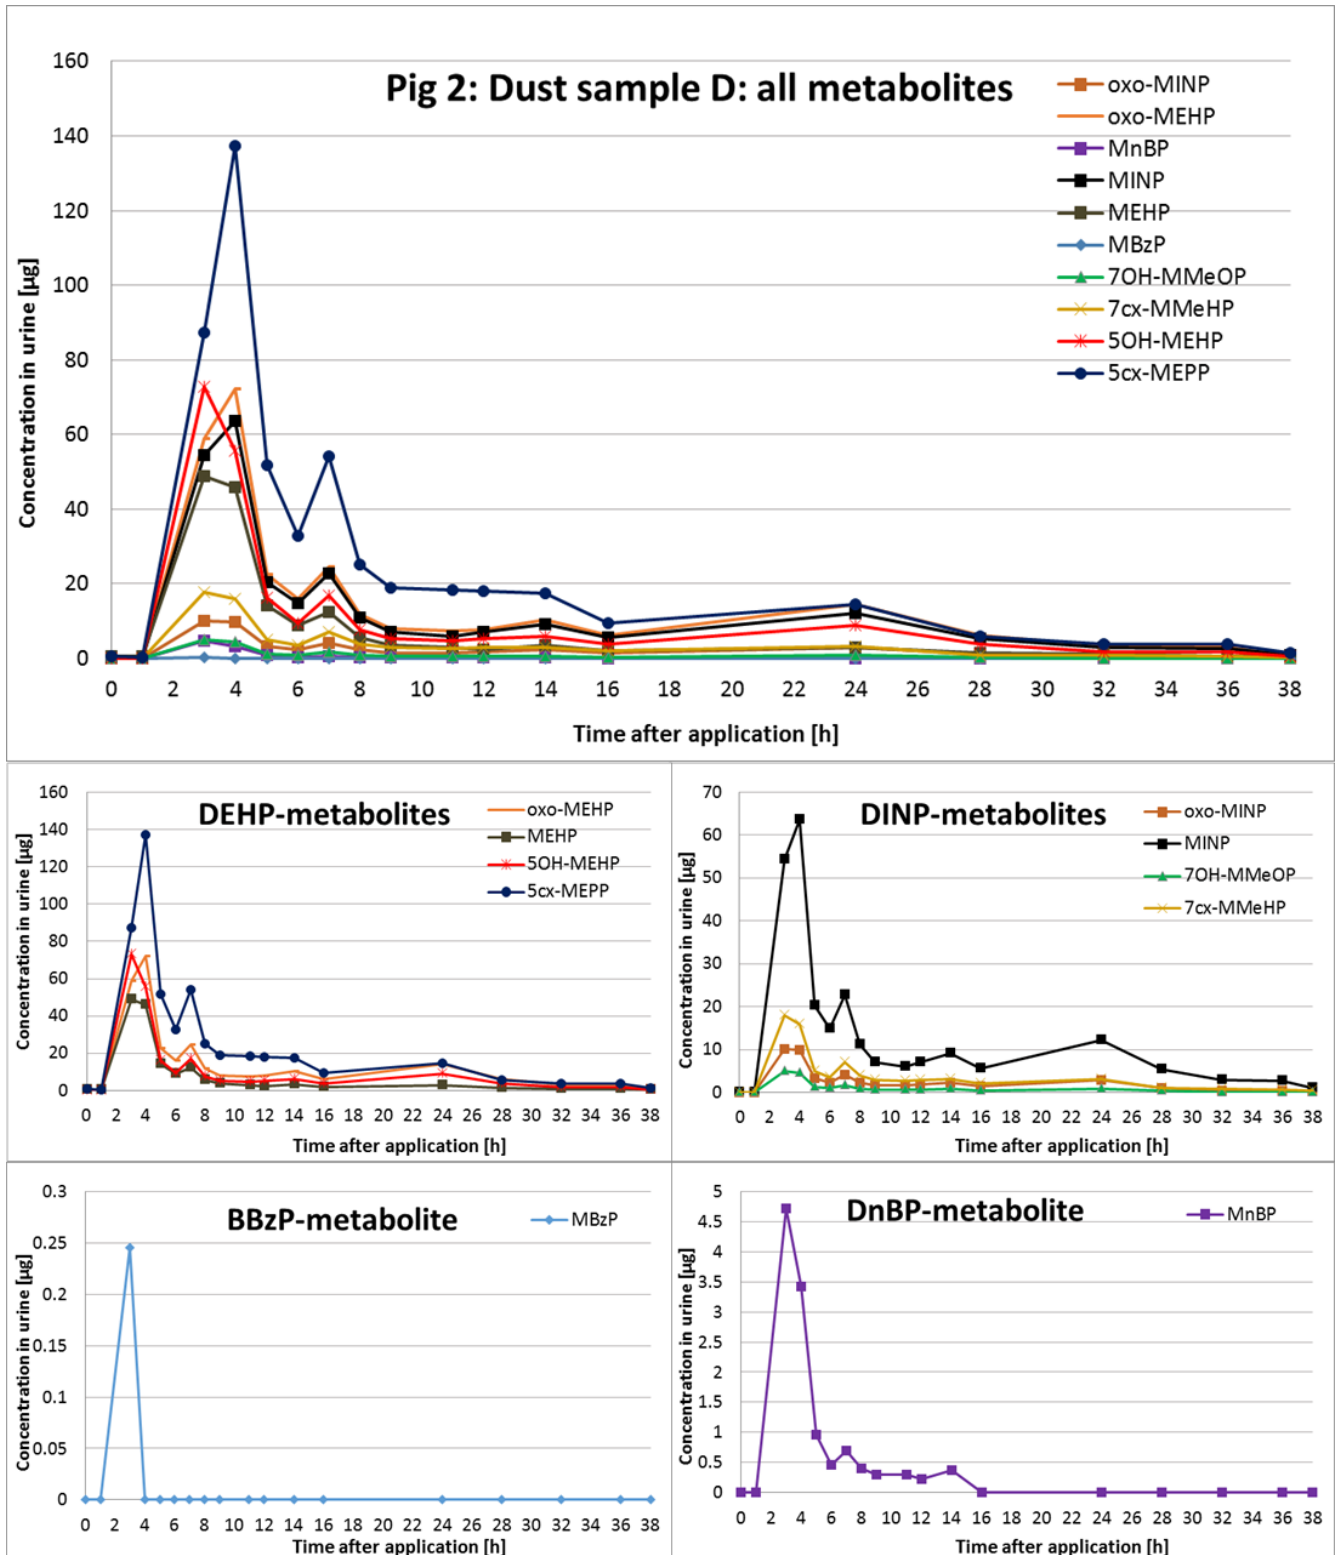 Pig 2: Dust sample D: all metabolites
160
140
120
100
80
60
40
20
0
Concentration in urine [µg]
0 2 4 6 8 10 12 14 16 18 20 22 24 26 28 30 32 34 36 38
Time after application [h]
oxo-MINP
oxo-MEHP
MnBP
MINP
MEHP
MBzP
7OH-MMeOP
7cx-MMeHP
5OH-MEHP
5cx-MEPP
DEHP-metabolites
160
140
120
100
80
60
40
20
0
Concentration in urine [µg]
0 2 4 6 8 10 12 14 16 18 20 22 24 26 28 30 32 34 36 38
Time after application [h]
oxo-MEHP
MEHP
5OH-MEHP
5cx-MEPP
DINP-metabolites
70
60
50
40
30
20
10
0
Concentration in urine [µg]
0 2 4 6 8 10 12 14 16 18 20 22 24 26 28 30 32 34 36 38
Time after application [h]
oxo-MINP
MINP
7OH-MMeOP
7cx-MMeHP
BBzP-metabolite
0.3
0.25
0.2
0.15
0.1
0.05
0
Concentration in urine [µg]
0 2 4 6 8 10 12 14 16 18 20 22 24 26 28 30 32 34 36 38
Time after application [h]
MBzP
DnBP-metabolite
5
4.5
4
3.5
3
2.5
2
1.5
1
0.5
0
Concentration in urine [µg]
0 2 4 6 8 10 12 14 16 18 20 22 24 26 28 30 32 34 36 38
Time after application [h]
MnBP